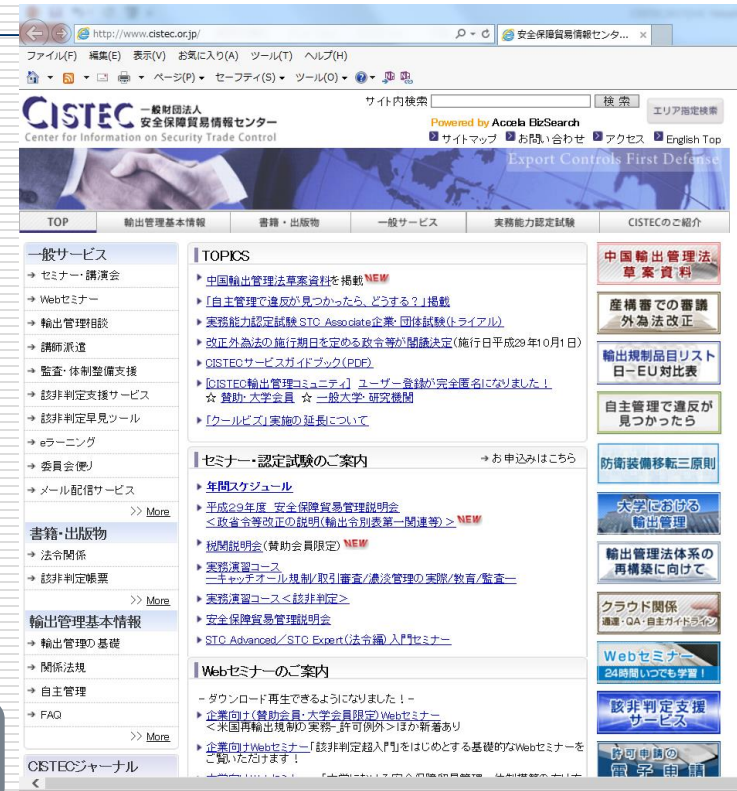 http://www.cistec.or.jp/
安全保障貿易情報センタ...
ファイル(F) 編集(E) 表示(V) お気に入り(A) ツール(T) ヘルプ(H)
ページ(P) セーフティ(S) ツール(O)
サイト内検索 検索 エリア指定検索
CISTEC 一般財団法人
安全保障貿易情報センター
Center for Information on Security Trade Control
Powered by Accela BizSearch
サイトマップ お問い合わせ アクセス English Top
Export Controls First Defense
TOP 輸出管理基本情報 書籍・出版物 一般サービス 実務能力認定試験 CISTECのご紹介
一般サービス
→ セミナー・講演会
→ Webセミナー
→ 輸出管理相談
→ 講師派遣
→ 監査・体制整備支援
→ 該非判定支援サービス
→ 該非判定早見ツール
→ eラーニング
→ 委員会便り
→ メール配信サービス
>> More
書籍・出版物
→ 法令関係
→ 該非判定帳票
>> More
輸出管理基本情報
→ 輸出管理の基礎
→ 関係法規
→ 自主管理
→ FAQ
>> More
CISTECジャーナル
TOPICS
中国輸出管理法草案資料を掲載NEW
「自主管理で違反が見つかったら、どうする?」掲載
実務能力認定試験 STC Associate企業・団体試験(トライアル)
改正外為法の施行期日を定める政令等が閣議決定(施行日平成29年10月1日)
CISTECサービスガイドブック(PDF)
[CISTEC輸出管理コミュニティ] ユーザー登録が完全匿名になりました!
☆ 賛助・大学会員 ☆ 一般大学・研究機関
「クールビズ」実施の延長について
セミナー・認定試験のご案内 →お申込みはこちら
年間スケジュール
平成29年度 安全保障貿易管理説明会
<政省令等改正の説明(輸出令別表第一関連等)>NEW
税関説明会(賛助会員限定)NEW
実務演習コース
―キャッチオール規制/取引審査/濃淡管理の実際/教育/監査―
実務演習コース<該非判定>
安全保障貿易管理説明会
STC Advanced/STC Expert(法令編)入門セミナー
Webセミナーのご案内
- ダウンロード再生できるようになりました!-
企業向け(賛助会員・大学会員限定)Webセミナー
<米国再輸出規制の実務-許可例外>ほか新着あり
企業向けWebセミナー「該非判定超入門」をはじめとする基礎的なWebセミナーを
ご覧いただけます!
中国輸出管理法
草案資料
産構審での審議
外為法改正
輸出規制品目リスト
日-EU対比表
自主管理で違反が
見つかったら
防衛装備移転三原則
大学における
輸出管理
輸出管理法体系の
再構築に向けて
クラウド関係
通達・QA・自主ガイドライン
Webセミナー
24時間いつでも学習!
該非判定支援
サービス
許可申請の
電子申請